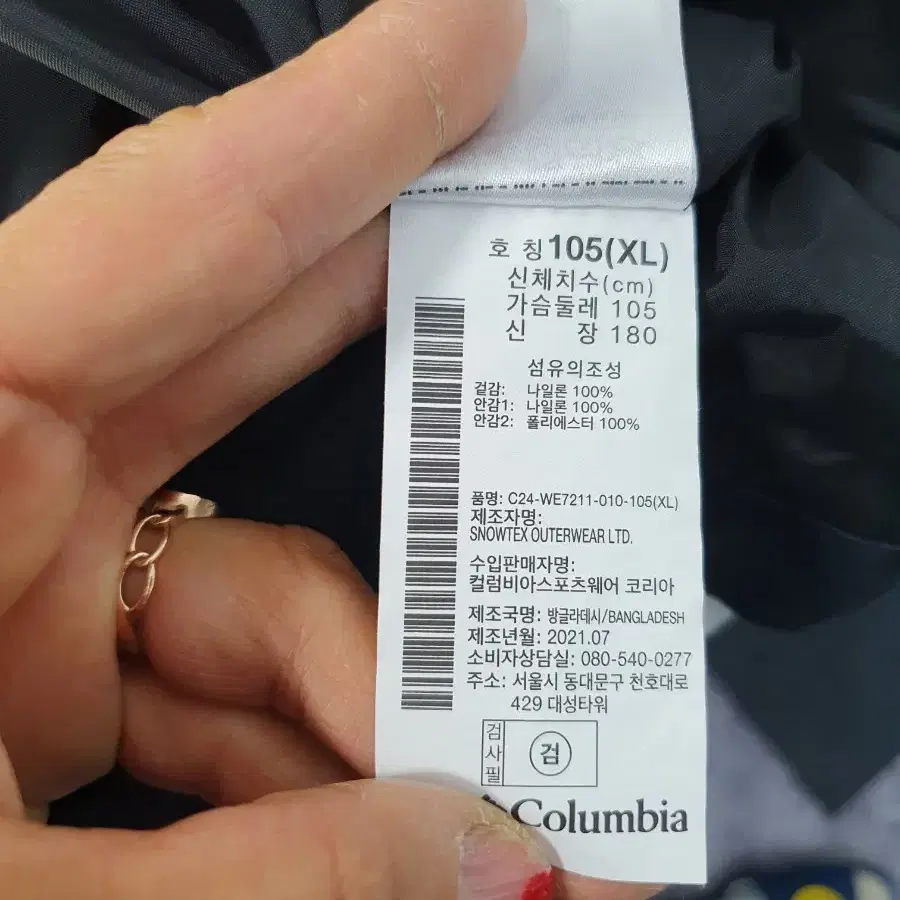 호 칭 105(XL)
신체치수(cm)
가슴둘레 105
신 장 180
섬유의조성
겉감: 나일론 100%
안감1: 나일론 100%
안감2: 폴리에스터 100%
품명: C24-WE7211-010-105(XL)
제조자명:
SNOWTEX OUTERWEAR LTD.
수입판매자명:
컬럼비아스포츠웨어 코리아
제조국명: 방글라데시/BANGLADESH
제조년월: 2021.07
소비자상담실: 080-540-0277
주소: 서울시 동대문구 천호대로
429 대성타워
검사필
검
Columbia